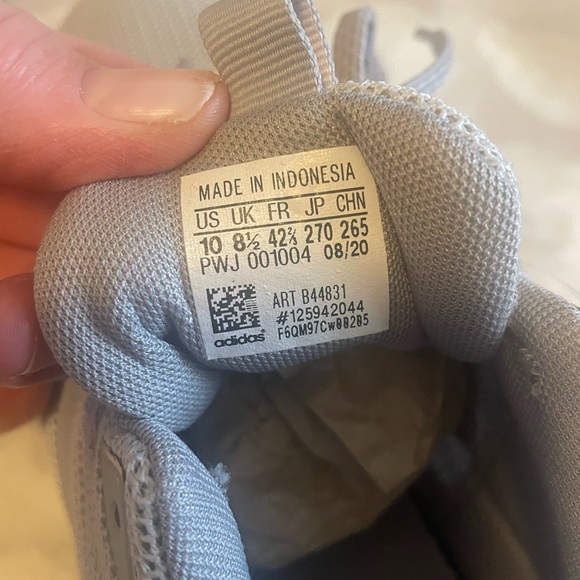 MADE IN INDONESIA
US UK FR JP CHN
10 8½ 42⅔ 270 265
PWJ 001004 08/20
ART B44831
#125942044
adidas® F6QM97Cw00205